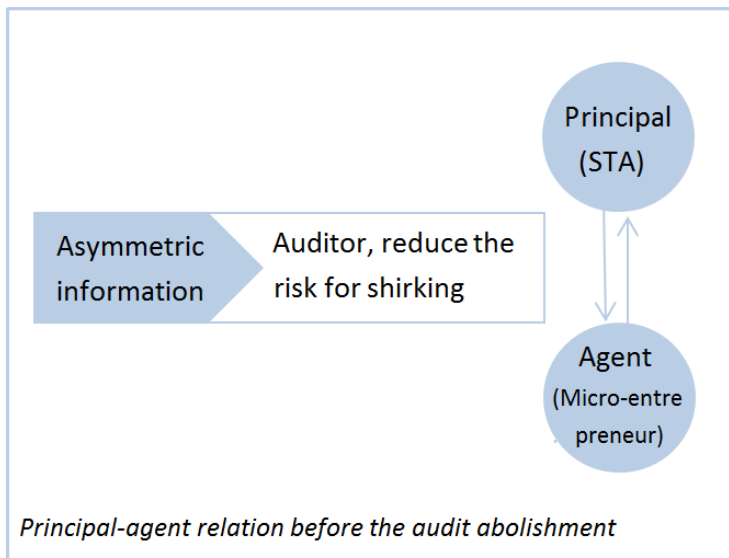 Principal
(STA)
Asymmetric
information
Auditor, reduce the
risk for shirking
Agent
(Micro-entre
preneur)
Principal-agent relation before the audit abolishment